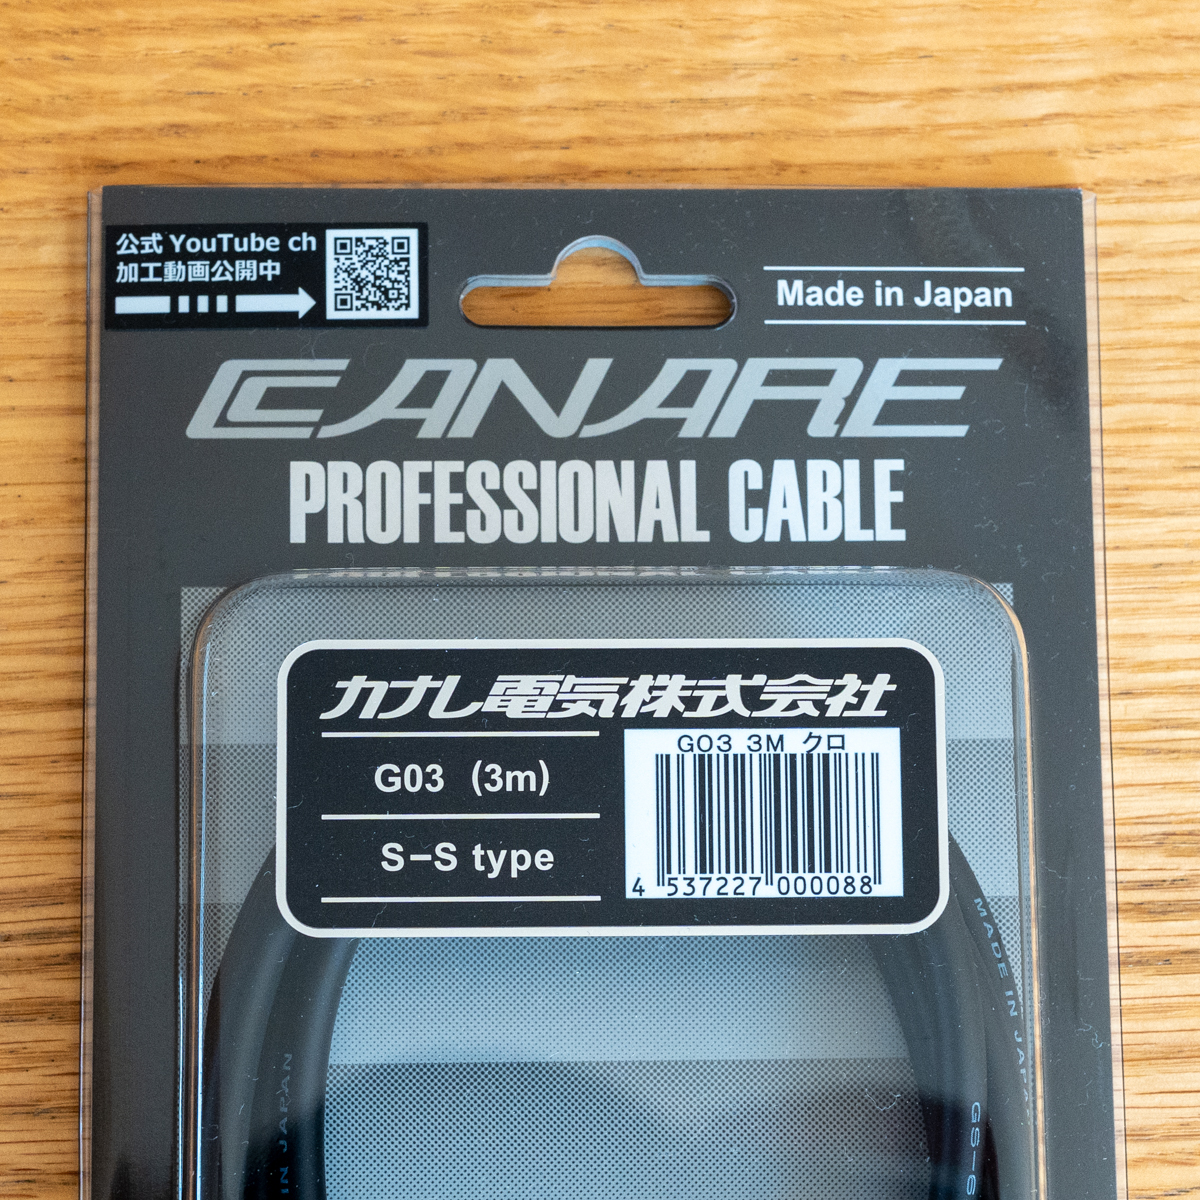 公式 YouTube ch
加工動画公開中
Made in Japan
CANARE
PROFESSIONAL CABLE
カナレ電気株式会社
G03 (3m)
S-S type
G03 3M クロ
4 537227 000088
MADE IN JAPAN
IN JAPAN
GS-6